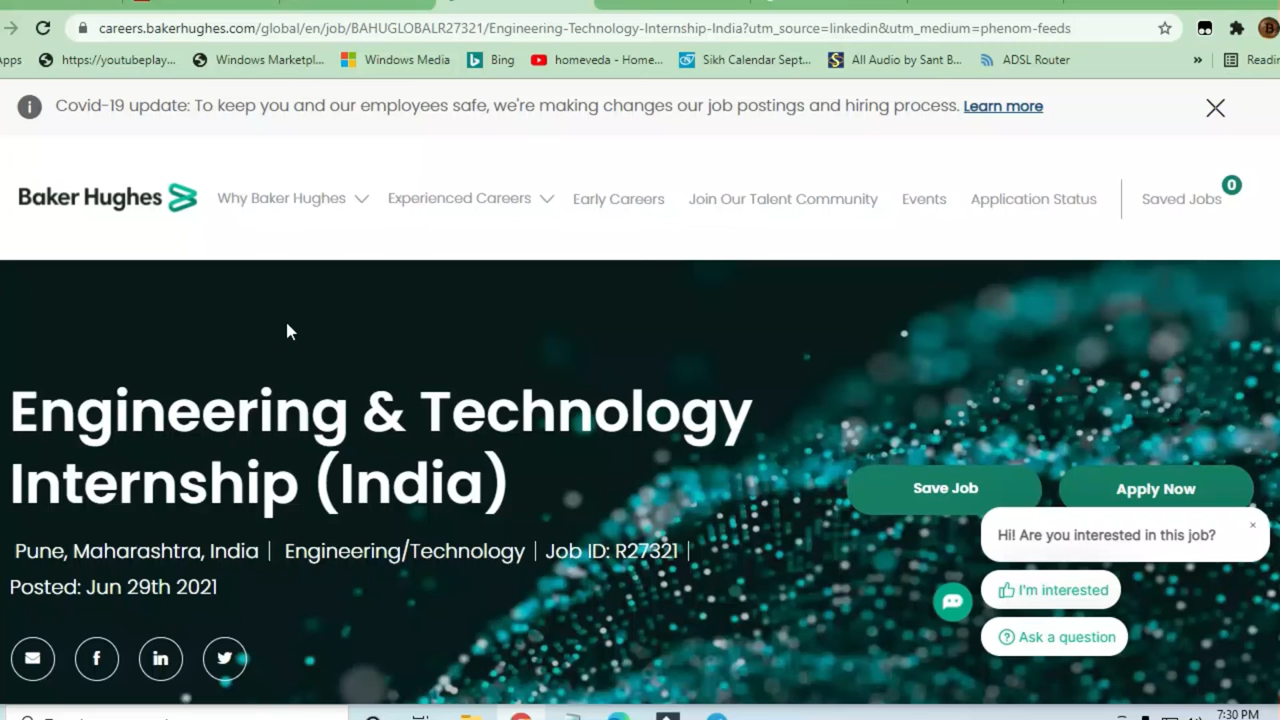 careers.bakerhughes.com/global/en/job/BAHUGLOBALR27321/Engineering-Technology-Internship-India?utm_source=linkedin&utm_medium=phenom-feeds
https://youtubeplay... Windows Marketpl... Windows Media Bing homeveda - Home... Sikh Calendar Sept... All Audio by Sant B... ADSL Router »
Covid-19 update: To keep you and our employees safe, we're making changes our job postings and hiring process. Learn more
Baker Hughes Why Baker Hughes Experienced Careers Early Careers Join Our Talent Community Events Application Status Saved Jobs 0
Engineering & Technology
Internship (India)
Save Job Apply Now
Hi! Are you interested in this job?
Pune, Maharashtra, India | Engineering/Technology | Job ID: R27321 |
Posted: Jun 29th 2021
I'm interested
Ask a question
7:30 PM